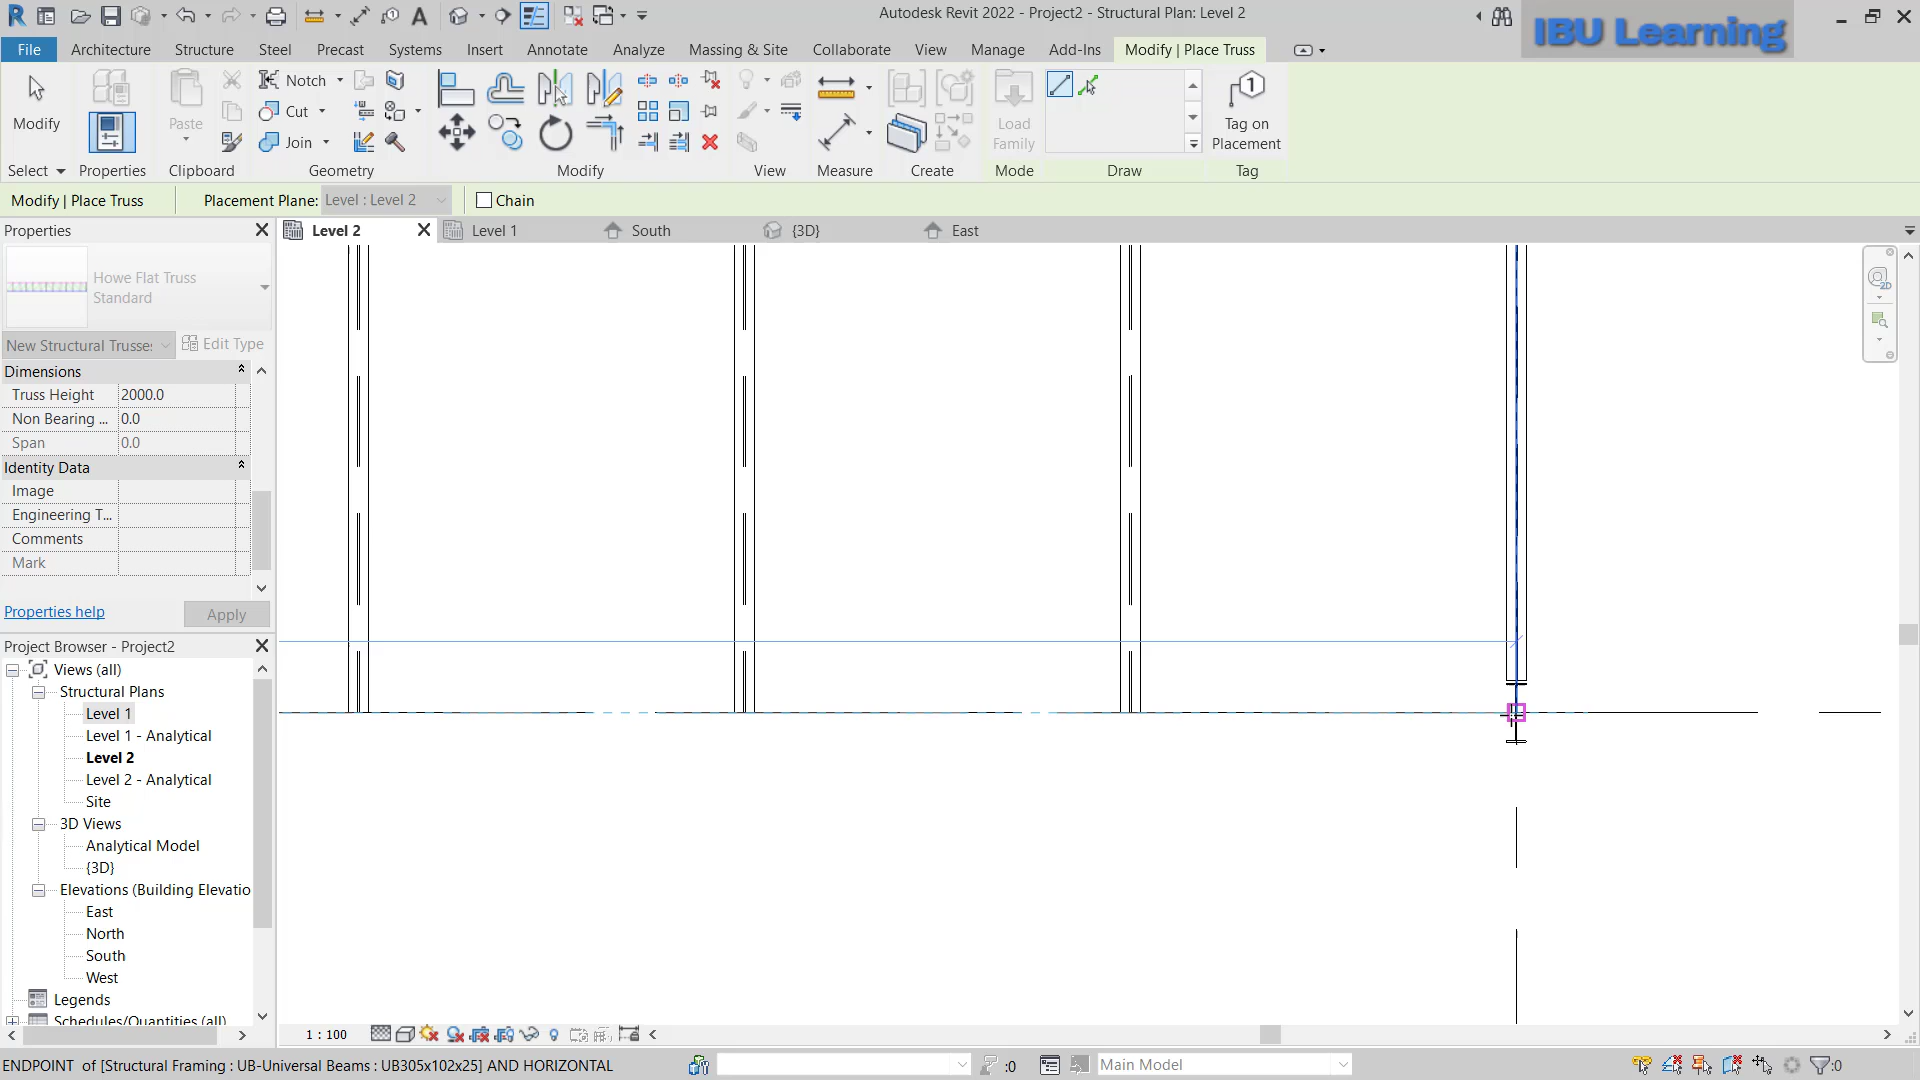 Autodesk Revit 2022 - Project2 - Structural Plan: Level 2
IBU Learning
File Architecture Structure Steel Precast Systems Insert Annotate Analyze Massing & Site Collaborate View Manage Add-Ins Modify | Place Truss
Modify
Paste
Notch
Cut
Join
Load
Family
1
Tag on
Placement
Select Properties Clipboard Geometry Modify View Measure Create Mode Draw Tag
Modify | Place Truss Placement Plane: Level : Level 2 Chain
Properties
Level 2 Level 1 South {3D} East
Howe Flat Truss
Standard
New Structural Trusse: Edit Type
Dimensions
Truss Height 2000.0
Non Bearing ... 0.0
Span 0.0
Identity Data
Image
Engineering T...
Comments
Mark
Properties help Apply
Project Browser - Project2
Views (all)
Structural Plans
Level 1
Level 1 - Analytical
Level 2
Level 2 - Analytical
Site
3D Views
Analytical Model
{3D}
Elevations (Building Elevatio
East
North
South
West
Legends
Schedules/Quantities (all)
1 : 100
ENDPOINT of [Structural Framing : UB-Universal Beams : UB305x102x25] AND HORIZONTAL
:0
Main Model
:0
2D